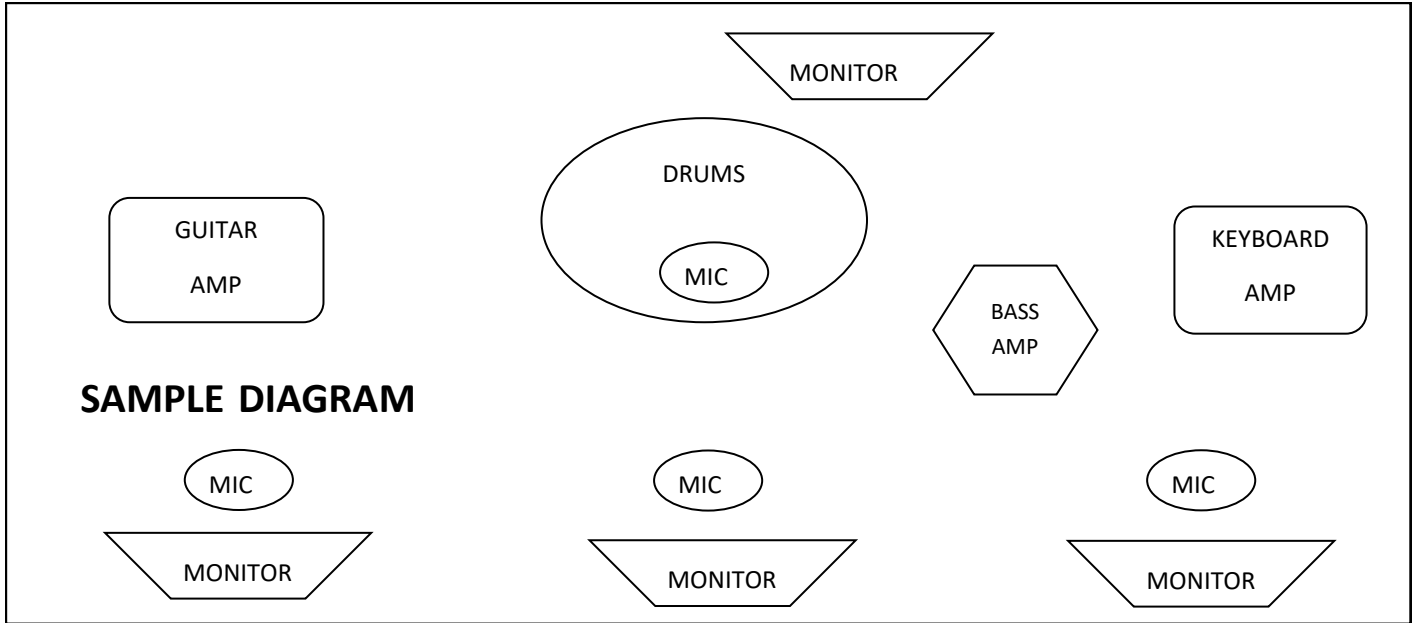 MONITOR
DRUMS
GUITAR
AMP
MIC
KEYBOARD
AMP
BASS
AMP
SAMPLE DIAGRAM
MIC
MIC
MIC
MONITOR
MONITOR
MONITOR